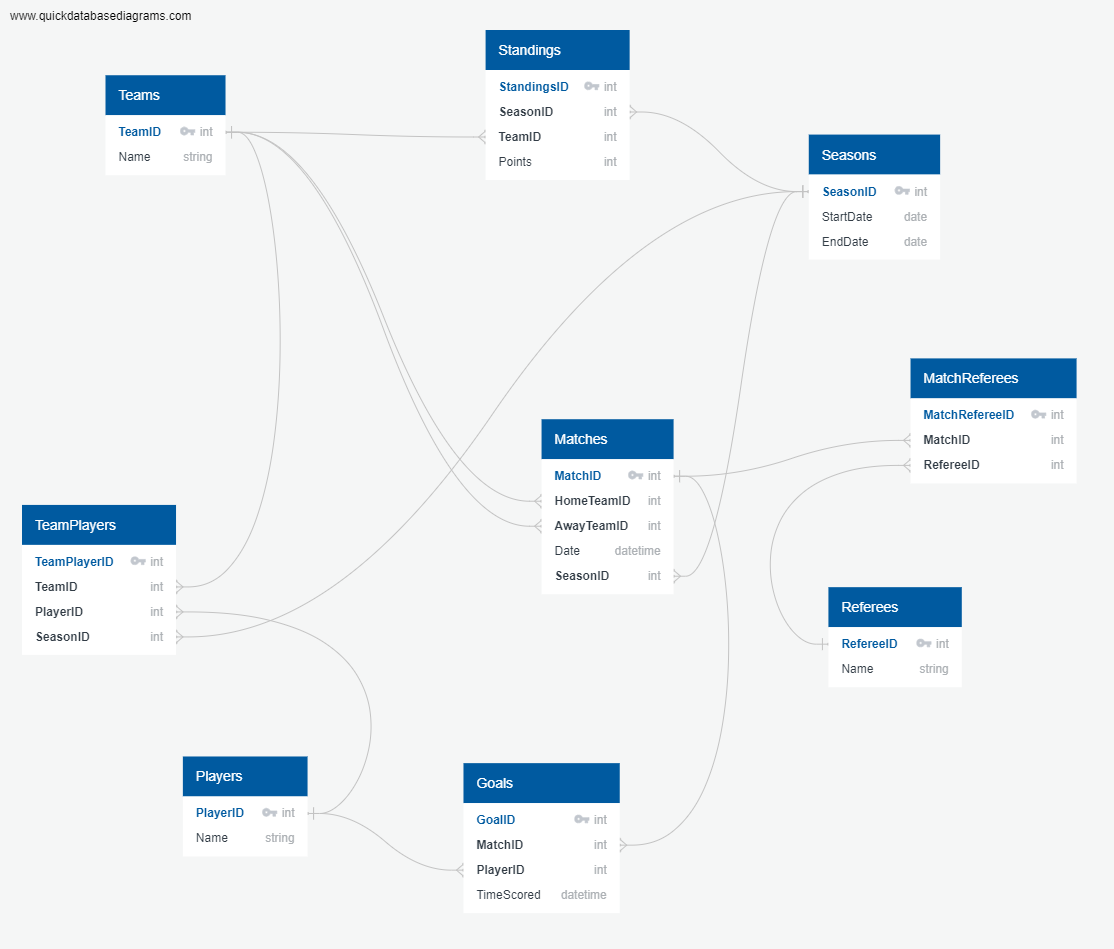 www.quickdatabasediagrams.com
Teams
TeamID int
Name string
Standings
StandingsID int
SeasonID int
TeamID int
Points int
Seasons
SeasonID int
StartDate date
EndDate date
MatchReferees
MatchRefereeID int
MatchID int
RefereeID int
Matches
MatchID int
HomeTeamID int
AwayTeamID int
Date datetime
SeasonID int
TeamPlayers
TeamPlayerID int
TeamID int
PlayerID int
SeasonID int
Referees
RefereeID int
Name string
Players
PlayerID int
Name string
Goals
GoalID int
MatchID int
PlayerID int
TimeScored datetime